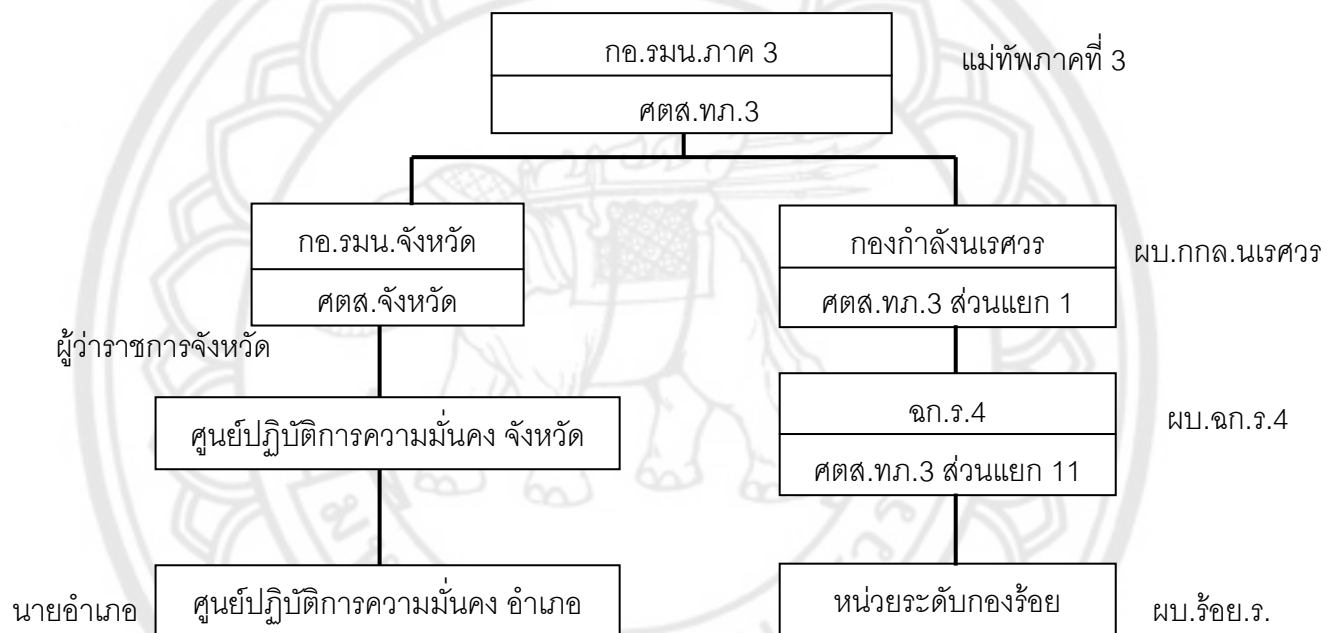 กอ.รมน.ภาค 3
แม่ทัพภาคที่ 3
ศตส.ทภ.3
กอ.รมน.จังหวัด
กองกำลังนเรศวร
ผบ.กกล.นเรศวร
ศตส.จังหวัด
ศตส.ทภ.3 ส่วนแยก 1
ผู้ว่าราชการจังหวัด
ฉก.ร.4
ผบ.ฉก.ร.4
ศูนย์ปฏิบัติการความมั่นคง จังหวัด
ศตส.ทภ.3 ส่วนแยก 11
นายอำเภอ
ศูนย์ปฏิบัติการความมั่นคง อำเภอ
หน่วยระดับกองร้อย
ผบ.ร้อย.ร.